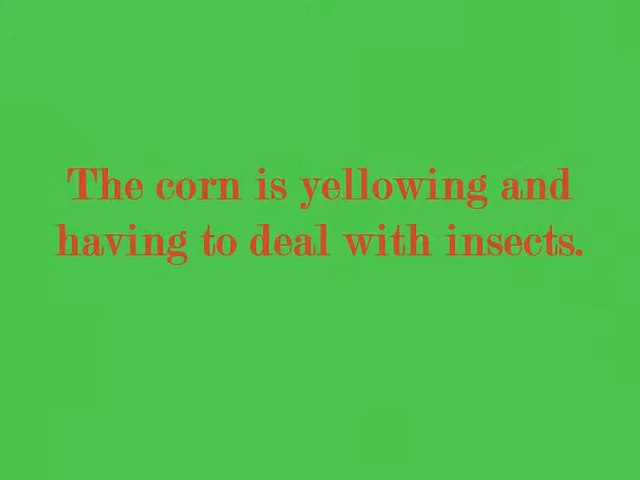 The corn is yellowing and
having to deal with insects.